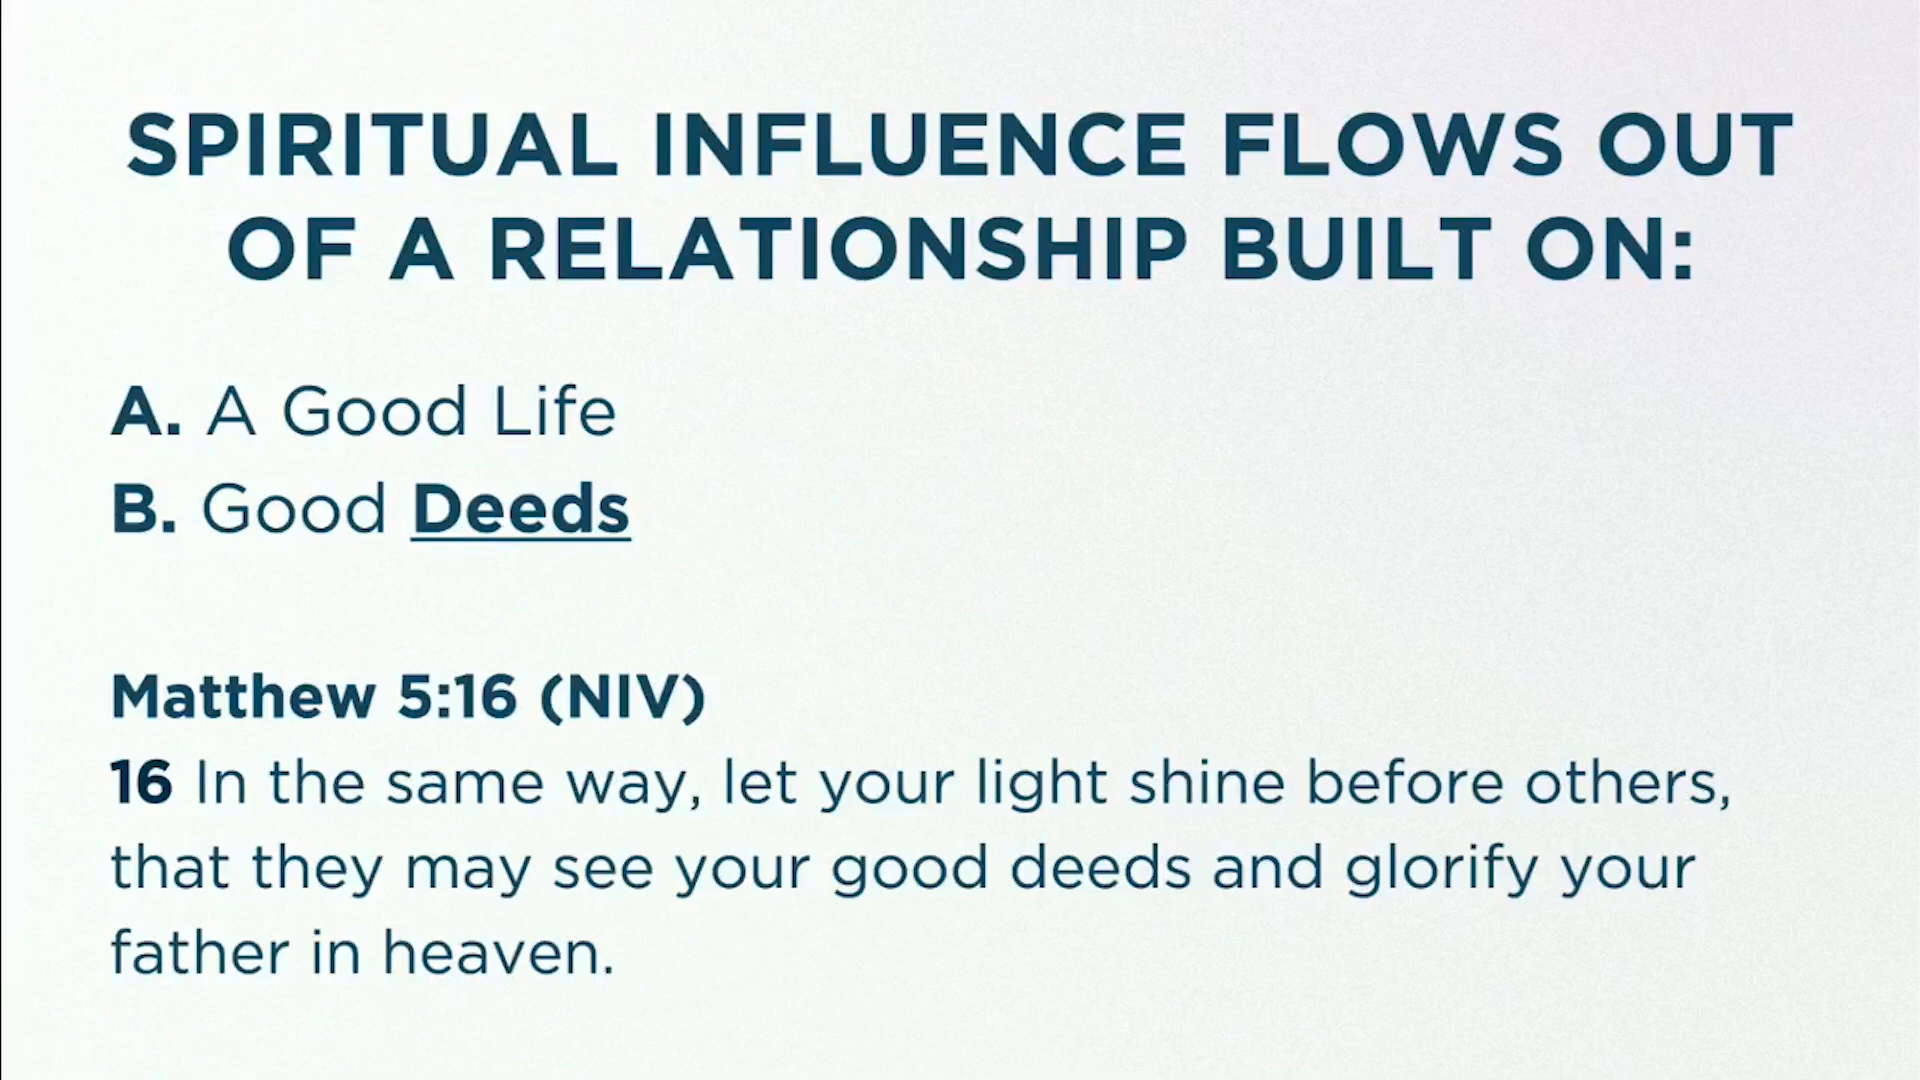 SPIRITUAL INFLUENCE FLOWS OUT
OF A RELATIONSHIP BUILT ON:
A. A Good Life
B. Good Deeds
Matthew 5:16 (NIV)
16 In the same way, let your light shine before others,
that they may see your good deeds and glorify your
father in heaven.